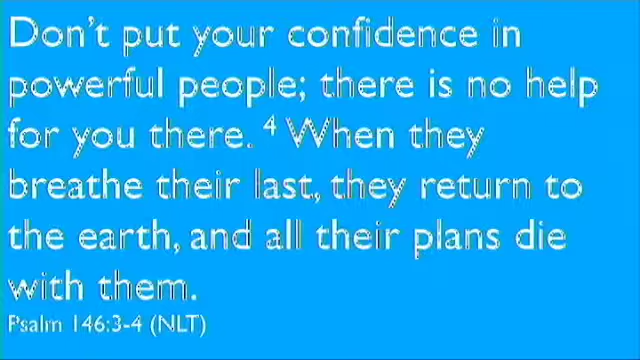 Don't put your confidence in
powerful people; there is no help
for you there. 4 When they
breathe their last, they return to
the earth, and all their plans die
with them.
Psalm 146:3-4 (NLT)